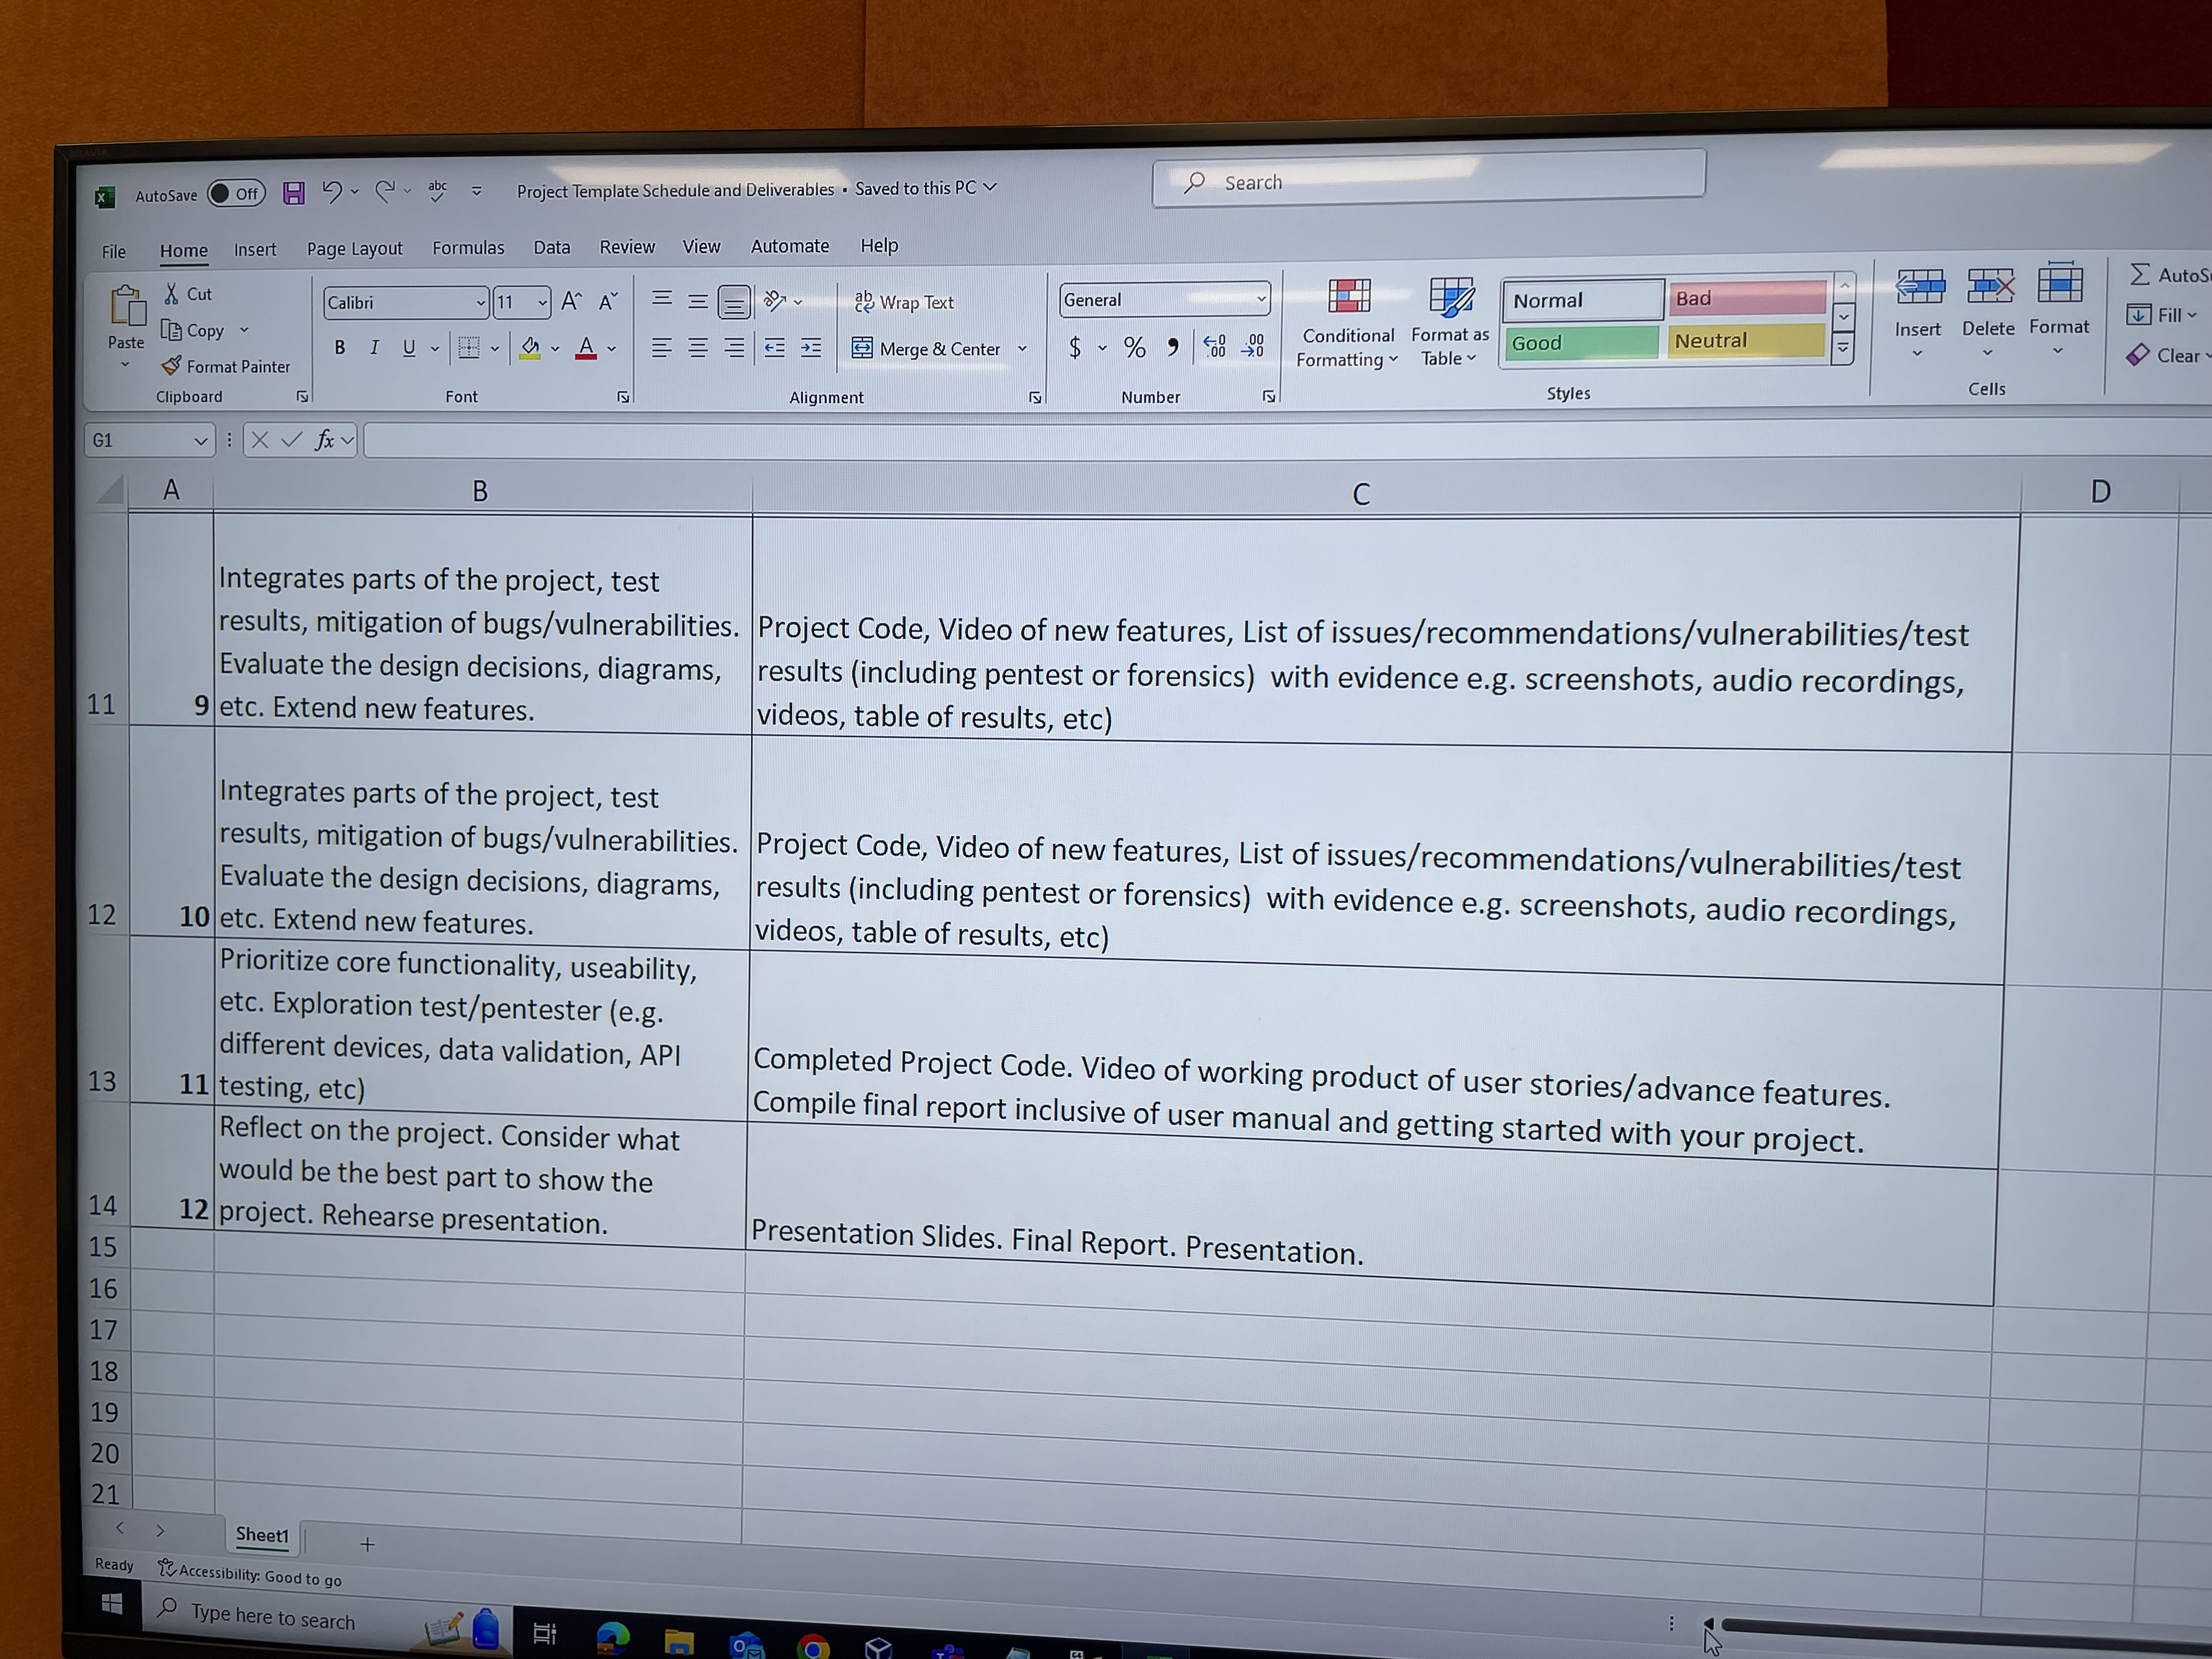 AutoSave Off abc Project Template Schedule and Deliverables • Saved to this PC Search
File Home Insert Page Layout Formulas Data Review View Automate Help
Paste Cut Copy Format Painter
Clipboard
Calibri 11
B I U A
Font
ab Wrap Text
Merge & Center
Alignment
General
$ % 9 .00 .00
Number
Conditional Formatting Format as Table
Normal Bad
Good Neutral
Styles
Insert Delete Format
Cells
Fill
Clear
G1 fx
A B C D
Integrates parts of the project, test
results, mitigation of bugs/vulnerabilities.
Evaluate the design decisions, diagrams,
11 9 etc. Extend new features.
Project Code, Video of new features, List of issues/recommendations/vulnerabilities/test
results (including pentest or forensics) with evidence e.g. screenshots, audio recordings,
videos, table of results, etc)
Integrates parts of the project, test
results, mitigation of bugs/vulnerabilities.
Evaluate the design decisions, diagrams,
12 10 etc. Extend new features.
Project Code, Video of new features, List of issues/recommendations/vulnerabilities/test
results (including pentest or forensics) with evidence e.g. screenshots, audio recordings,
videos, table of results, etc)
Prioritize core functionality, useability,
etc. Exploration test/pentester (e.g.
different devices, data validation, API
13 11 testing, etc)
Completed Project Code. Video of working product of user stories/advance features.
Compile final report inclusive of user manual and getting started with your project.
Reflect on the project. Consider what
would be the best part to show the
14 12 project. Rehearse presentation.
Presentation Slides. Final Report. Presentation.
15
16
17
18
19
20
21
Sheet1
Ready Accessibility: Good to go
Type here to search